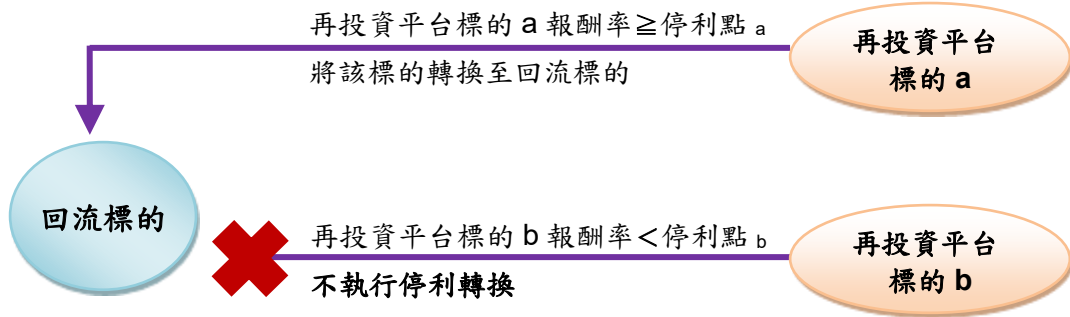 再投資平台標的 a 報酬率≧停利點 a
將該標的轉換至回流標的
再投資平台
標的 a
回流標的
再投資平台標的 b 報酬率＜停利點 b
不執行停利轉換
再投資平台
標的 b